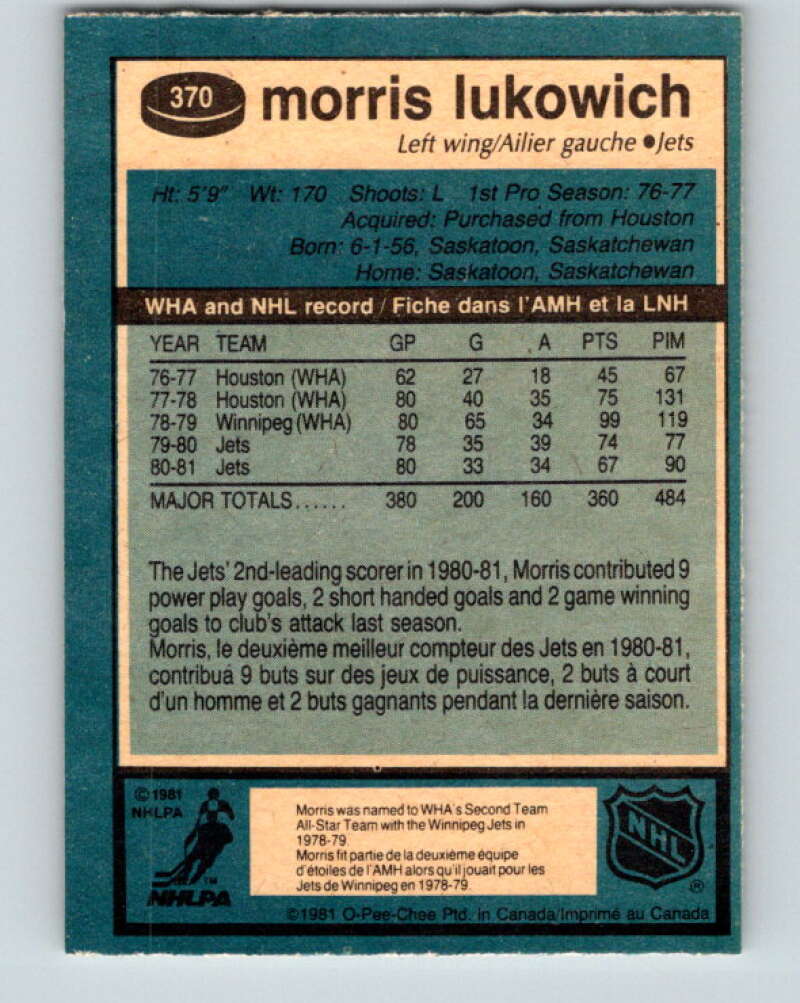 370 morris lukowich
Left wing/Ailier gauche ●Jets
Ht: 5'9" Wt: 170 Shoots: L 1st Pro Season: 76-77
Acquired: Purchased from Houston
Born: 6-1-56, Saskatoon, Saskatchewan
Home: Saskatoon, Saskatchewan
WHA and NHL record / Fiche dans l'AMH et la LNH
YEAR TEAM GP G A PTS PIM
76-77 Houston (WHA) 62 27 18 45 67
77-78 Houston (WHA) 80 40 35 75 131
78-79 Winnipeg (WHA) 80 65 34 99 119
79-80 Jets 78 35 39 74 77
80-81 Jets 80 33 34 67 90
MAJOR TOTALS...... 380 200 160 360 484
The Jets' 2nd-leading scorer in 1980-81, Morris contributed 9
power play goals, 2 short handed goals and 2 game winning
goals to club's attack last season.
Morris, le deuxième meilleur compteur des Jets en 1980-81,
contribua 9 buts sur des jeux de puissance, 2 buts à court
d'un homme et 2 buts gagnants pendant la dernière saison.
©1981
NHLPA
TM
NHLPA
Morris was named to WHA's Second Team
All-Star Team with the Winnipeg Jets in
1978-79.
Morris fit partie de la deuxième équipe
d'étoiles de l'AMH alors qu'il jouait pour les
Jets de Winnipeg en 1978-79.
NHL
®
©1981 O-Pee-Chee Ptd. in Canada/Imprimé au Canada